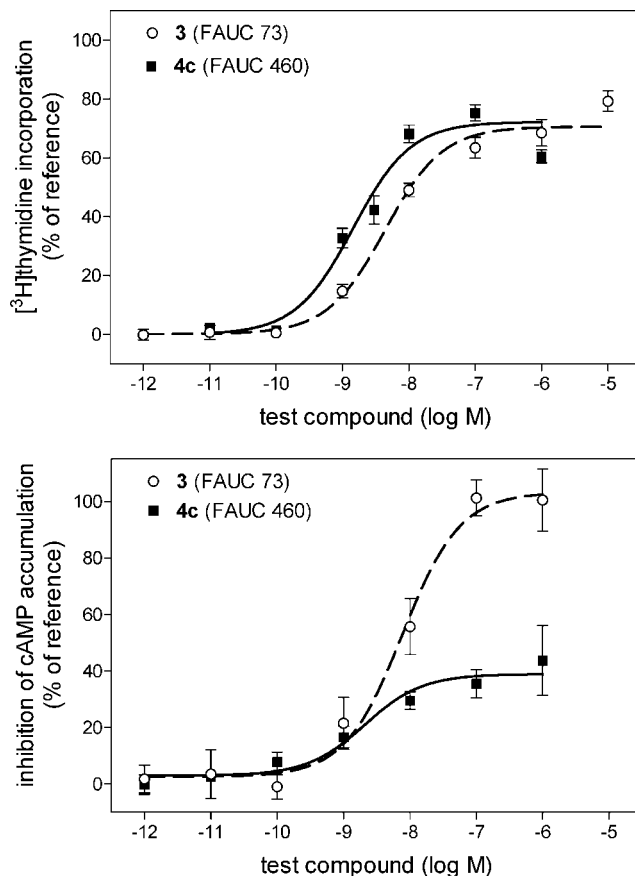 3 (FAUC 73)
4c (FAUC 460)
[³H]thymidine incorporation
(% of reference)
100
80
60
40
20
0
-12 -11 -10 -9 -8 -7 -6 -5
test compound (log M)
3 (FAUC 73)
4c (FAUC 460)
inhibition of cAMP accumulation
(% of reference)
100
80
60
40
20
0
-12 -11 -10 -9 -8 -7 -6 -5
test compound (log M)